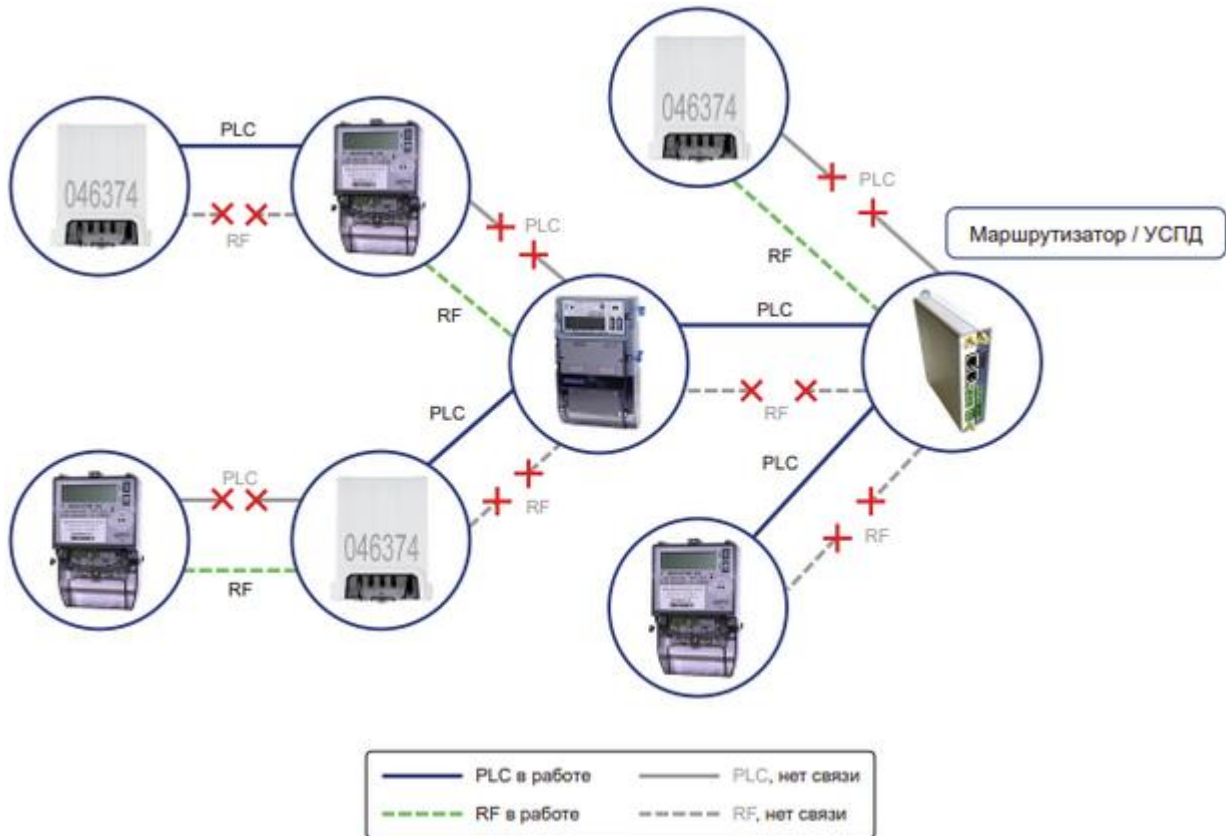 046374
PLC
PLC
046374
RF
PLC
RF
Маршрутизатор / УСПД
RF
PLC
PLC
RF
PLC
PLC
RF
PLC
RF
046374
RF
PLC в работе
PLC, нет связи
RF в работе
RF, нет связи